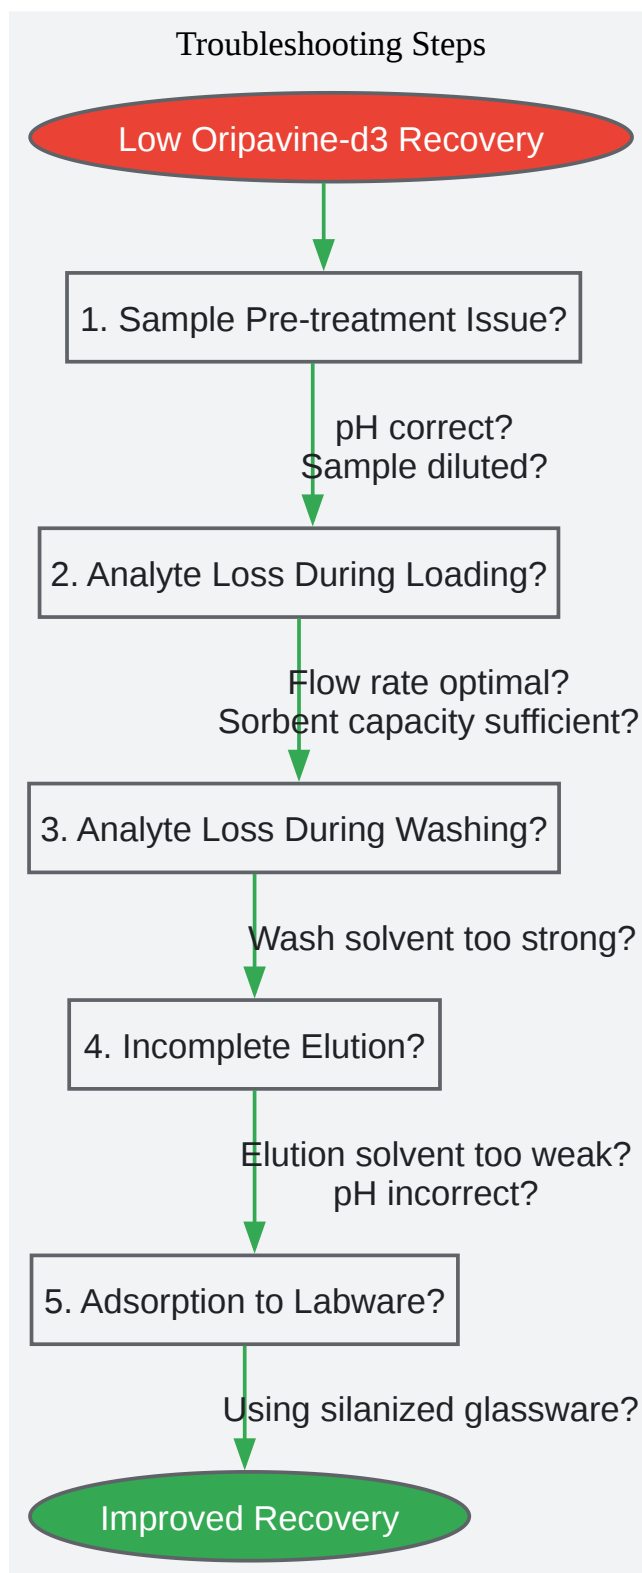 Troubleshooting Steps
Low Oripavine-d3 Recovery
1. Sample Pre-treatment Issue?
pH correct?
Sample diluted?
2. Analyte Loss During Loading?
Flow rate optimal?
Sorbent capacity sufficient?
3. Analyte Loss During Washing?
Wash solvent too strong?
4. Incomplete Elution?
Elution solvent too weak?
pH incorrect?
5. Adsorption to Labware?
Using silanized glassware?
Improved Recovery